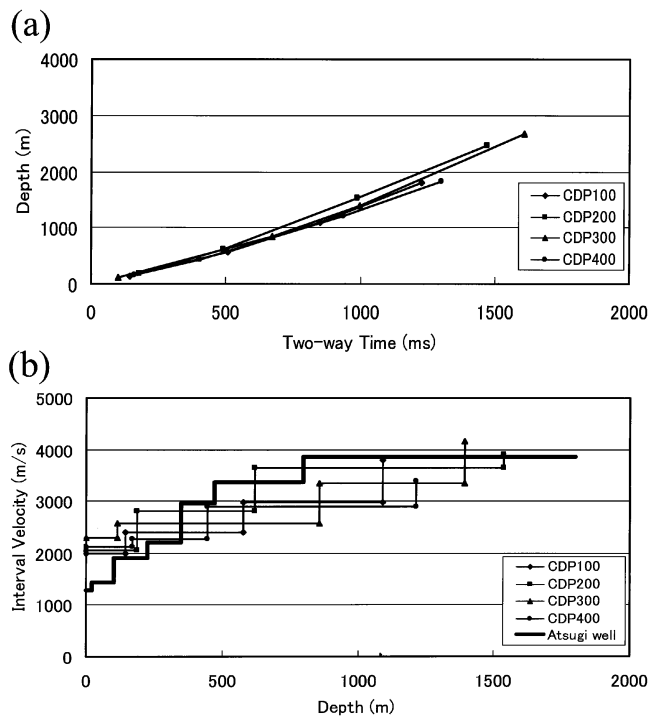 (a)
4000
3000
2000
1000
0
Depth (m)
0 500 1000 1500 2000
Two-way Time (ms)
CDP100
CDP200
CDP300
CDP400
(b)
5000
4000
3000
2000
1000
0
Interval Velocity (m/s)
0 500 1000 1500 2000
Depth (m)
CDP100
CDP200
CDP300
CDP400
Atsugi well